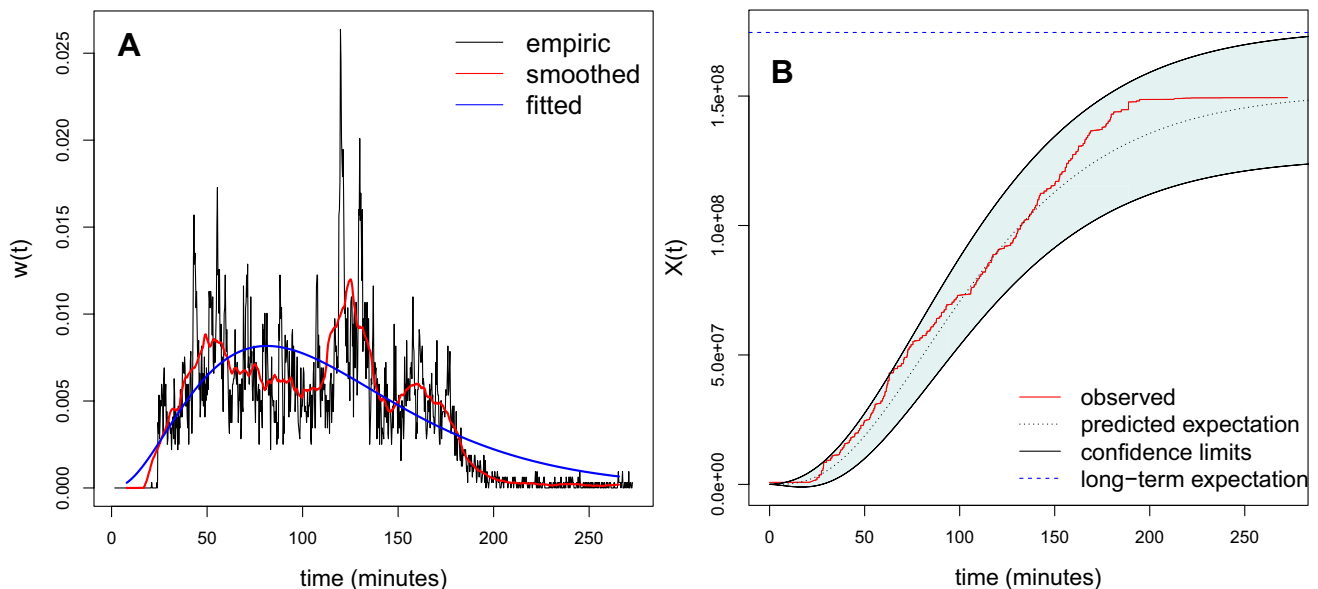 A
empiric
smoothed
fitted
w(t)
0.025
0.020
0.015
0.010
0.005
0.000
0 50 100 150 200 250
time (minutes)
B
X(t)
1.5e+08
1.0e+08
5.0e+07
0.0e+00
observed
predicted expectation
confidence limits
long−term expectation
0 50 100 150 200 250
time (minutes)